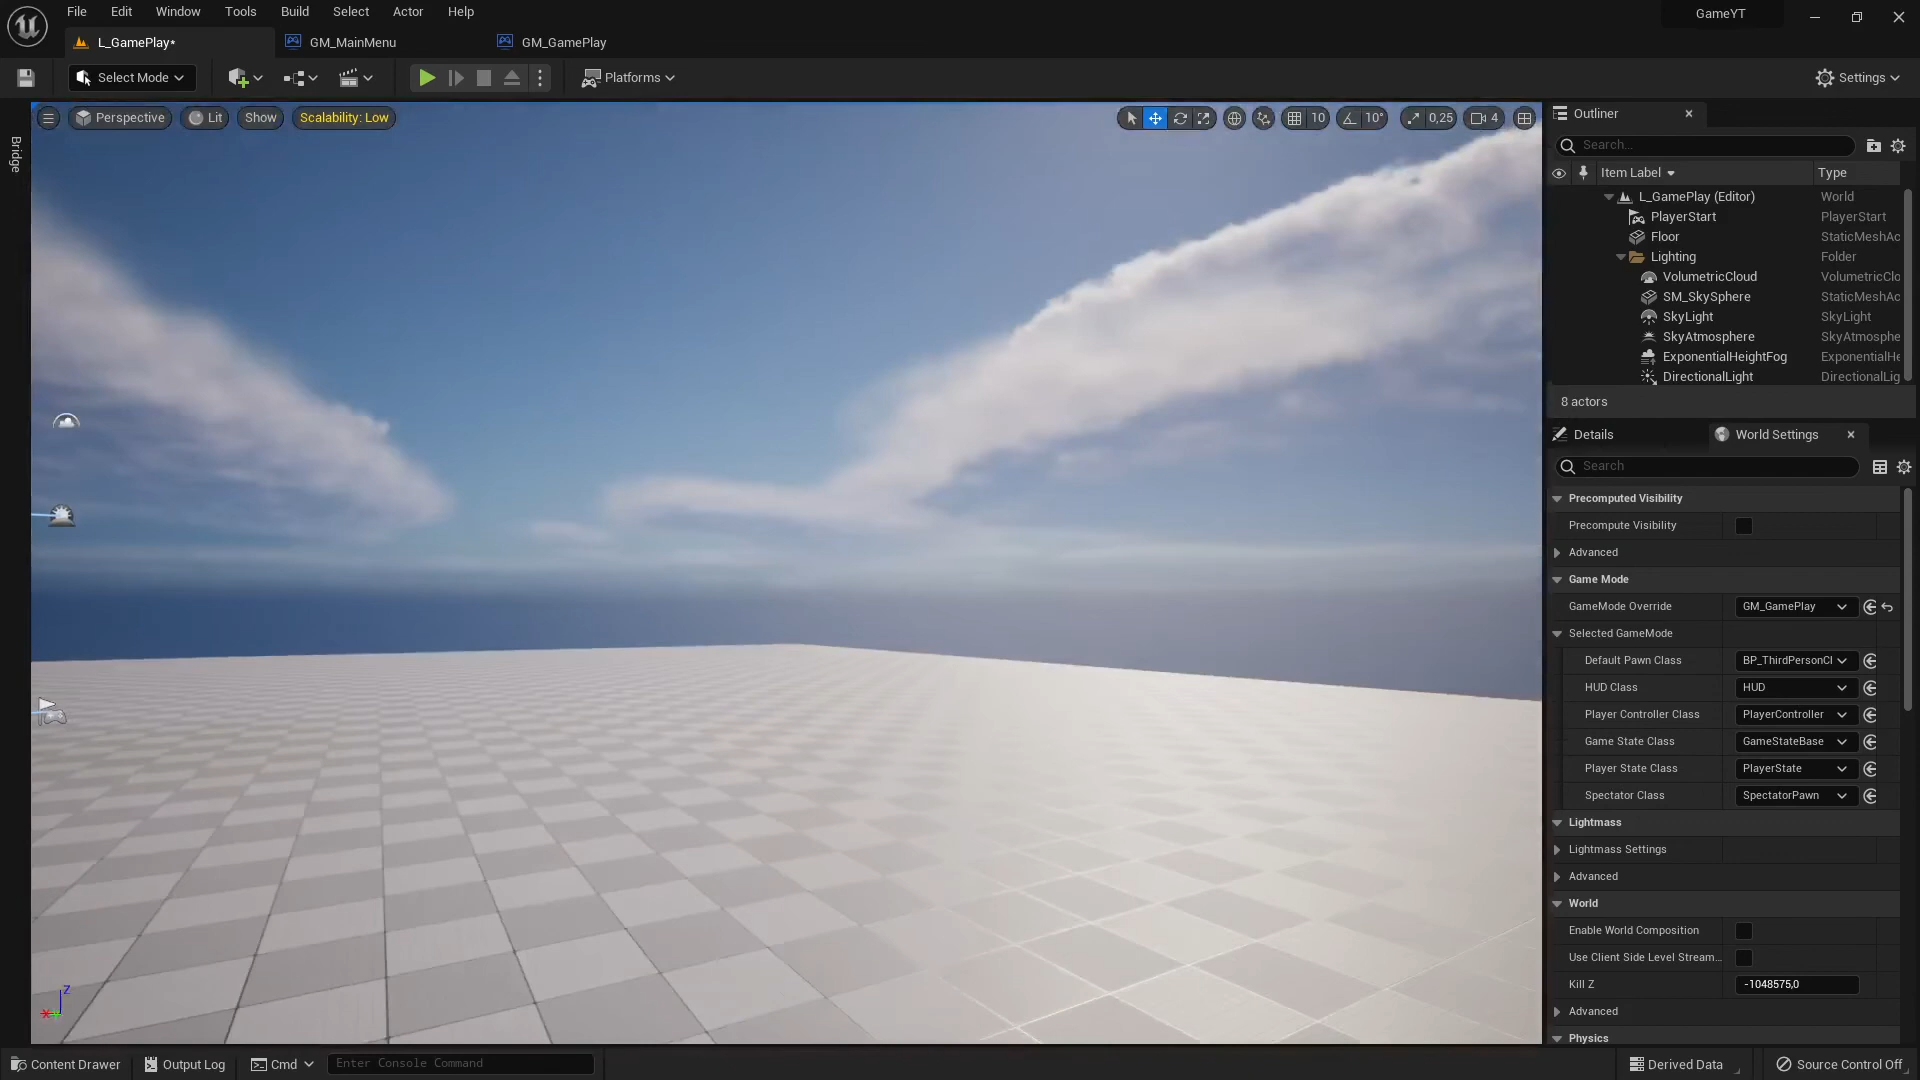 File Edit Window Tools Build Select Actor Help
GameYT
L_GamePlay*
GM_MainMenu
GM_GamePlay
Select Mode
Platforms
Settings
Bridge
Perspective
Lit
Show
Scalability: Low
10
10°
0,25
4
Outliner
Search...
Item Label
Type
L_GamePlay (Editor) World
PlayerStart PlayerStart
Floor StaticMeshAc
Lighting Folder
VolumetricCloud VolumetricClo
SM_SkySphere StaticMeshAc
SkyLight SkyLight
SkyAtmosphere SkyAtmosphe
ExponentialHeightFog ExponentialHe
DirectionalLight DirectionalLig
8 actors
Details
World Settings
Search
Precomputed Visibility
Precompute Visibility
Advanced
Game Mode
GameMode Override GM_GamePlay
Selected GameMode
Default Pawn Class BP_ThirdPersonCl
HUD Class HUD
Player Controller Class PlayerController
Game State Class GameStateBase
Player State Class PlayerState
Spectator Class SpectatorPawn
Lightmass
Lightmass Settings
Advanced
World
Enable World Composition
Use Client Side Level Stream...
Kill Z -1048575,0
Advanced
Physics
Z
Content Drawer
Output Log
Cmd
Enter Console Command
Derived Data
Source Control Off